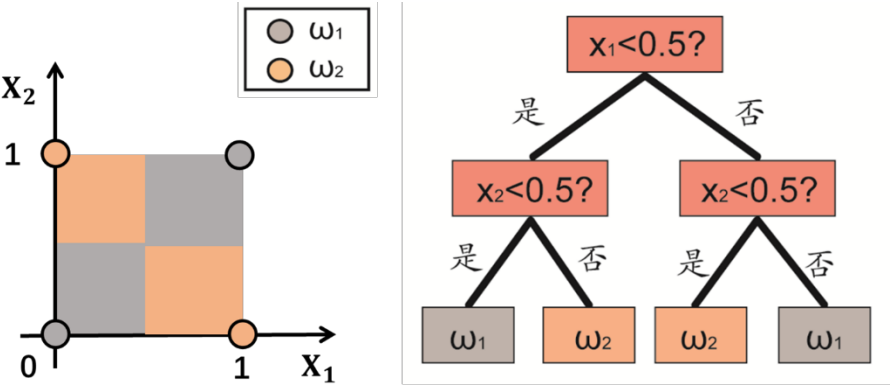 ω₁
ω₂
X₂
1
0
1
X₁
x₁<0.5?
是
否
x₂<0.5?
x₂<0.5?
是
否
是
否
ω₁
ω₂
ω₂
ω₁